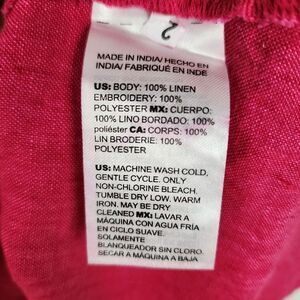 2
MADE IN INDIA/ HECHO EN
INDIA/ FABRIQUÉ EN INDE
US: BODY: 100% LINEN
EMBROIDERY: 100%
POLYESTER MX: CUERPO:
100% LINO BORDADO: 100%
poliéster CA: CORPS: 100%
LIN BRODERIE: 100%
POLYESTER
US: MACHINE WASH COLD,
GENTLE CYCLE. ONLY
NON-CHLORINE BLEACH.
TUMBLE DRY LOW. WARM
IRON. MAY BE DRY
CLEANED MX: LAVAR A
MÁQUINA CON AGUA FRÍA
EN CICLO SUAVE.
SOLAMENTE
BLANQUEADOR SIN CLORO.
SECAR A MÁQUINA A BAJA